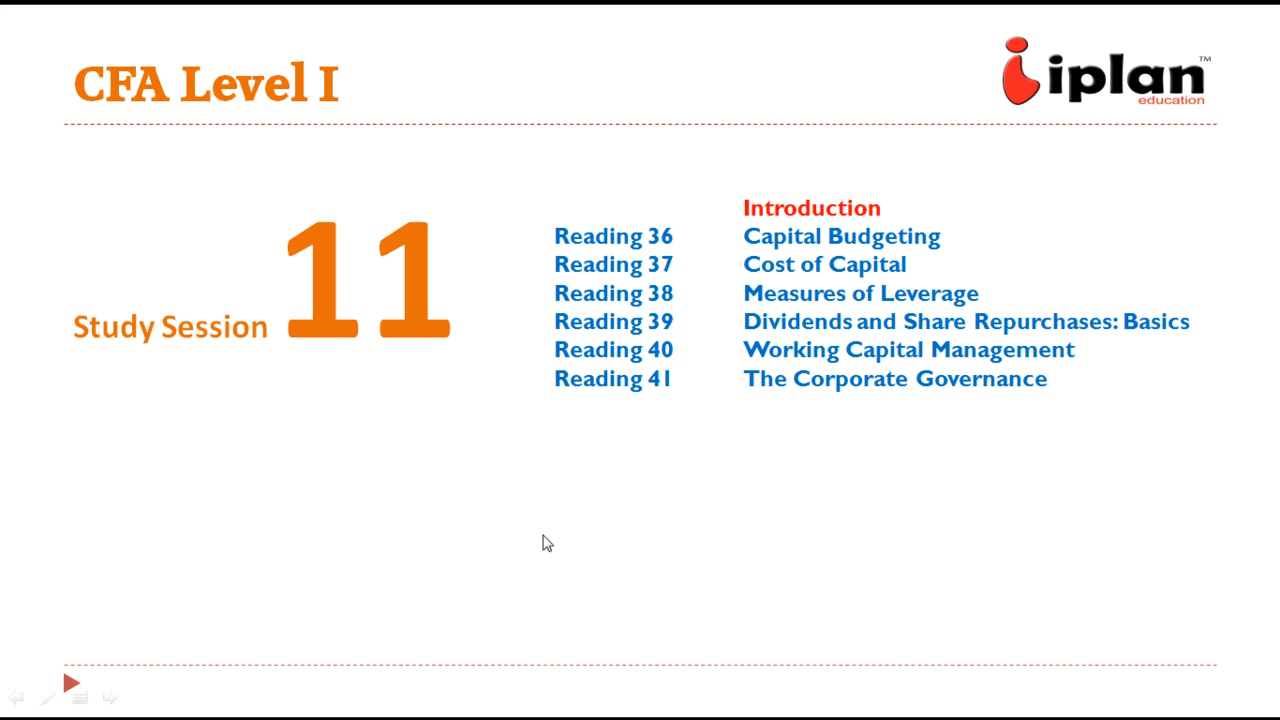 CFA Level I
iplan™
education
Study Session 11
Introduction
Reading 36 Capital Budgeting
Reading 37 Cost of Capital
Reading 38 Measures of Leverage
Reading 39 Dividends and Share Repurchases: Basics
Reading 40 Working Capital Management
Reading 41 The Corporate Governance